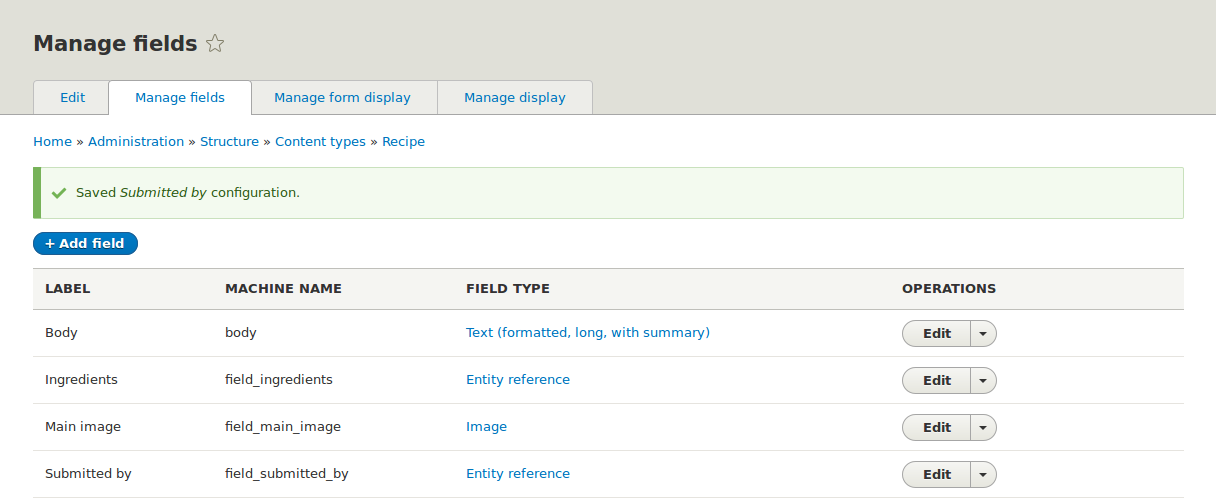 Manage fields
Edit Manage fields Manage form display Manage display
Home » Administration » Structure » Content types » Recipe
Saved Submitted by configuration.
+ Add field
LABEL MACHINE NAME FIELD TYPE OPERATIONS
Body body Text (formatted, long, with summary) Edit
Ingredients field_ingredients Entity reference Edit
Main image field_main_image Image Edit
Submitted by field_submitted_by Entity reference Edit